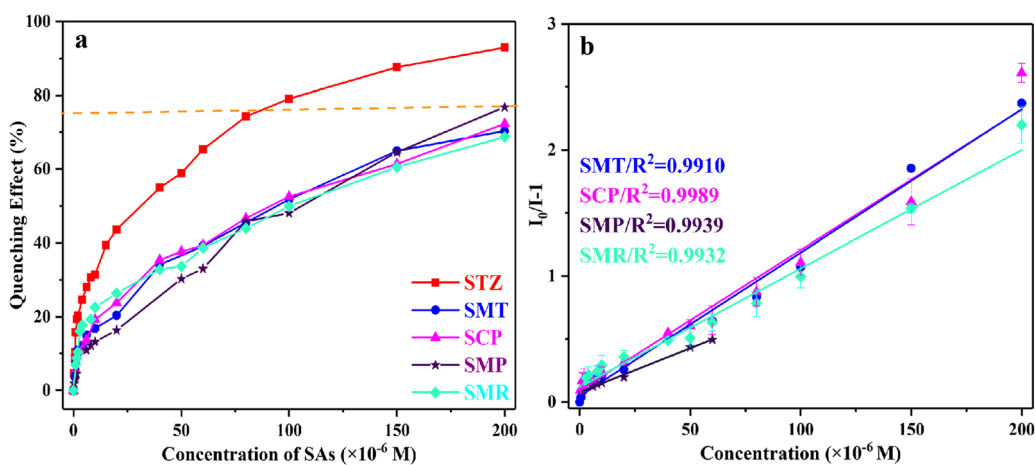 a
100
80
60
40
20
0
Quenching Effect (%)
STZ
SMT
SCP
SMP
SMR
0
50
100
150
200
Concentration of SAs (×10⁻⁶ M)
b
3
2
1
0
I₀/I-1
SMT/R²=0.9910
SCP/R²=0.9989
SMP/R²=0.9939
SMR/R²=0.9932
0
50
100
150
200
Concentration (×10⁻⁶ M)